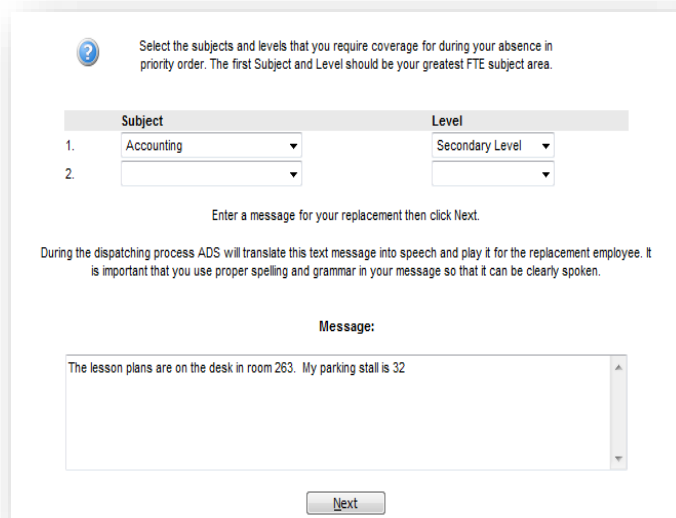 Select the subjects and levels that you require coverage for during your absence in
priority order. The first Subject and Level should be your greatest FTE subject area.
Subject Level
1. Accounting Secondary Level
2.
Enter a message for your replacement then click Next.
During the dispatching process ADS will translate this text message into speech and play it for the replacement employee. It
is important that you use proper spelling and grammar in your message so that it can be clearly spoken.
Message:
The lesson plans are on the desk in room 263. My parking stall is 32
Next